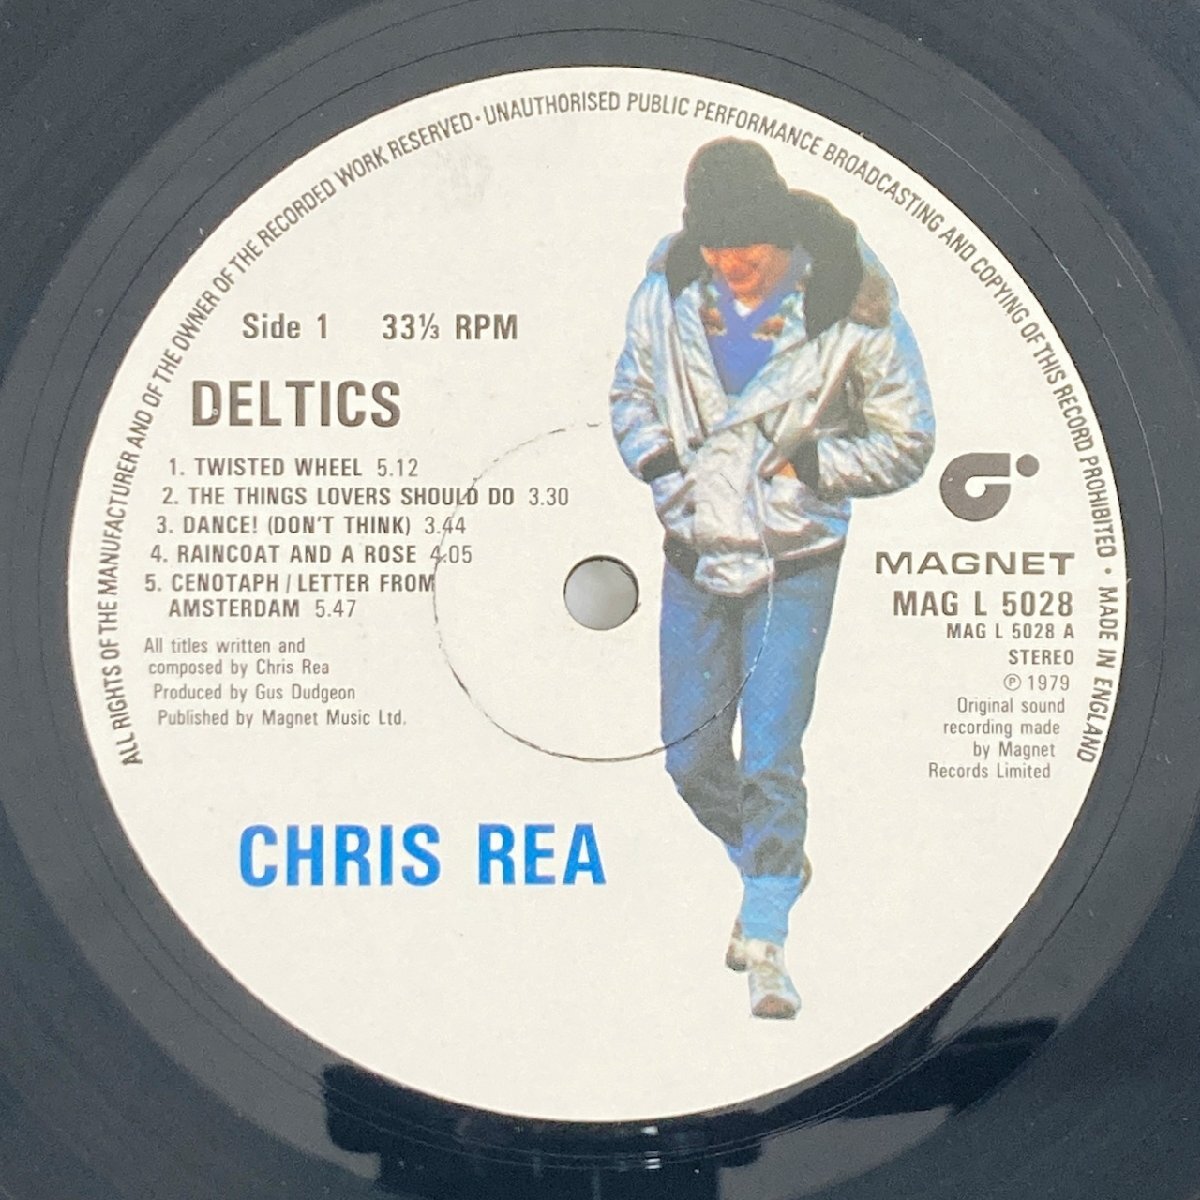 ALL RIGHTS OF THE MANUFACTURER AND OF THE OWNER OF THE RECORDED WORK RESERVED · UNAUTHORISED PUBLIC PERFORMANCE BROADCASTING AND COPYING OF THIS RECORD PROHIBITED · MADE IN ENGLAND
Side 1 33⅓ RPM
DELTICS
1. TWISTED WHEEL 5.12
2. THE THINGS LOVERS SHOULD DO 3.30
3. DANCE! (DON'T THINK) 3.44
4. RAINCOAT AND A ROSE 4.05
5. CENOTAPH / LETTER FROM
AMSTERDAM 5.47
All titles written and
composed by Chris Rea
Produced by Gus Dudgeon
Published by Magnet Music Ltd.
MAGNET
MAG L 5028
MAG L 5028 A
STEREO
℗ 1979
Original sound
recording made
by Magnet
Records Limited
CHRIS REA